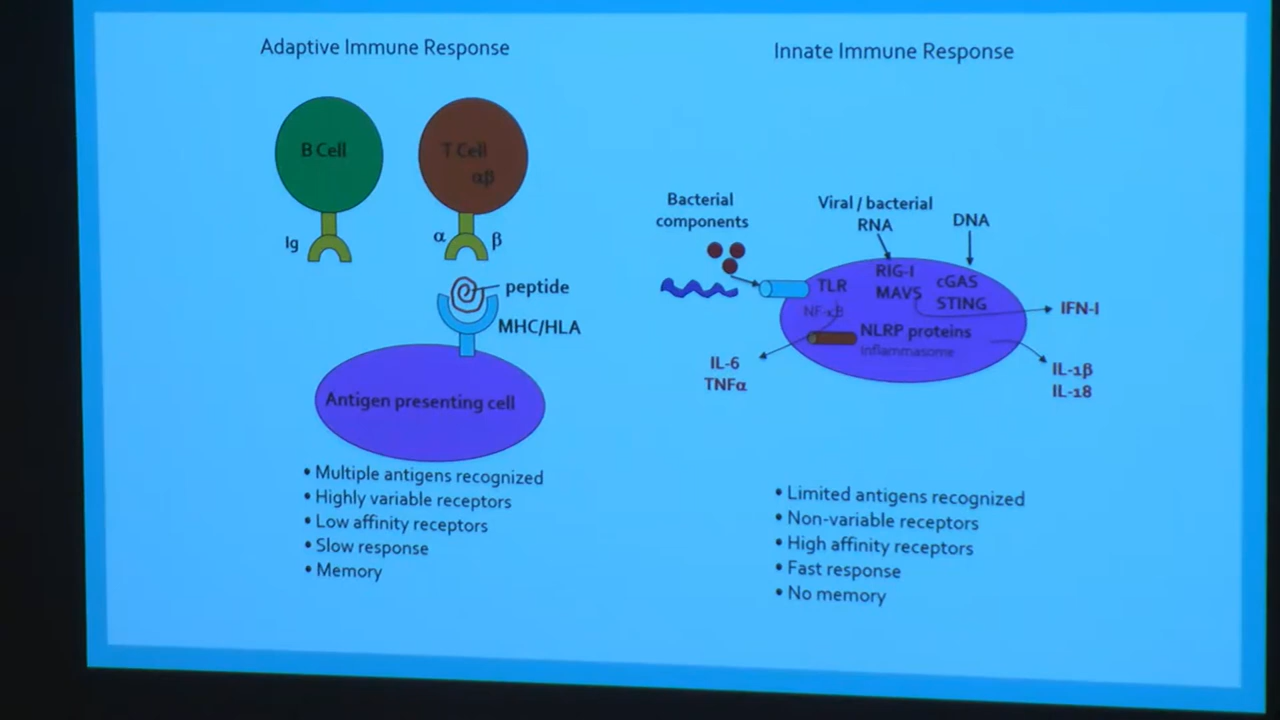 Adaptive Immune Response
B Cell
T Cell
αβ
Ig
α
β
peptide
MHC/HLA
Antigen presenting cell
• Multiple antigens recognized
• Highly variable receptors
• Low affinity receptors
• Slow response
• Memory
Innate Immune Response
Bacterial
components
Viral / bacterial
RNA
DNA
TLR
RIG-I
MAVS
cGAS
STING
NF-κB
NLRP proteins
Inflammasome
IFN-I
IL-6
TNFα
IL-1β
IL-18
• Limited antigens recognized
• Non-variable receptors
• High affinity receptors
• Fast response
• No memory